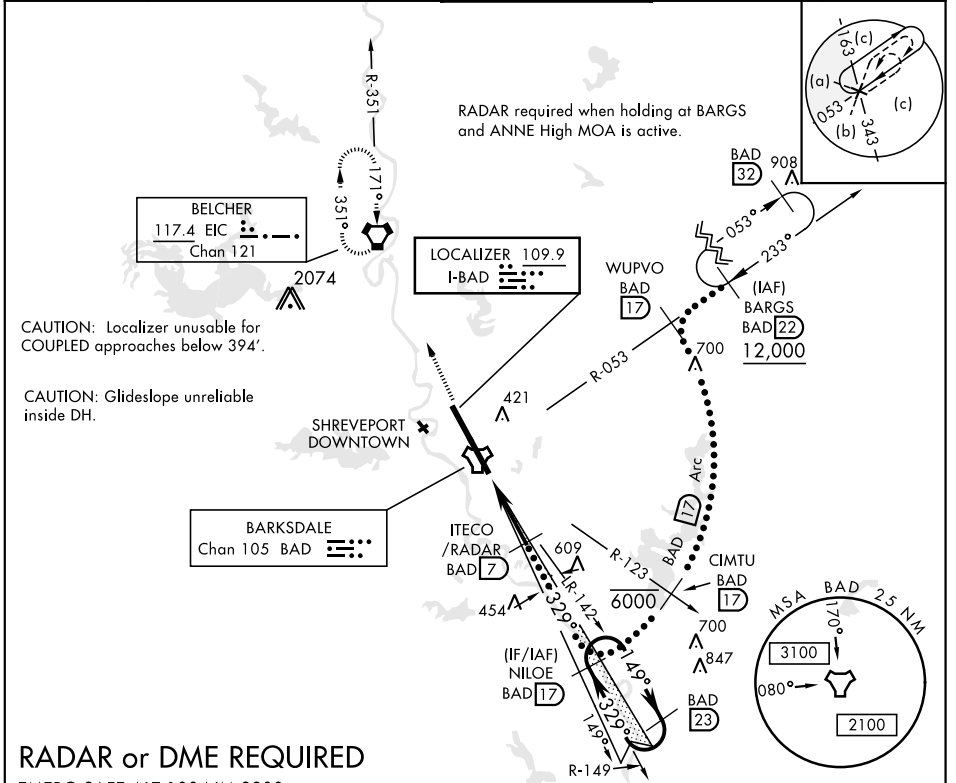 RADAR required when holding at BARGS
and ANNE High MOA is active.
163
(c)
(a)
053
(b)
343
(c)
R-351
351°
171°
BELCHER
117.4 EIC
Chan 121
2074
LOCALIZER 109.9
I-BAD
BAD
32
908
053°
233°
WUPVO
BAD
17
(IAF)
BARGS
BAD 22
12,000
700
R-053
CAUTION: Localizer unusable for
COUPLED approaches below 394'.
CAUTION: Glideslope unreliable
inside DH.
421
SHREVEPORT
DOWNTOWN
BARKSDALE
Chan 105 BAD
BAD 17 Arc
ITECO
/RADAR
BAD 7
609
R-123
LR-142
454
329°
6000
CIMTU
BAD
17
700
847
(IF/IAF)
NILOE
BAD 17
149°
329°
149°
R-149
BAD
23
MSA BAD 25 NM
170°
3100
080°
2100
RADAR or DME REQUIRED